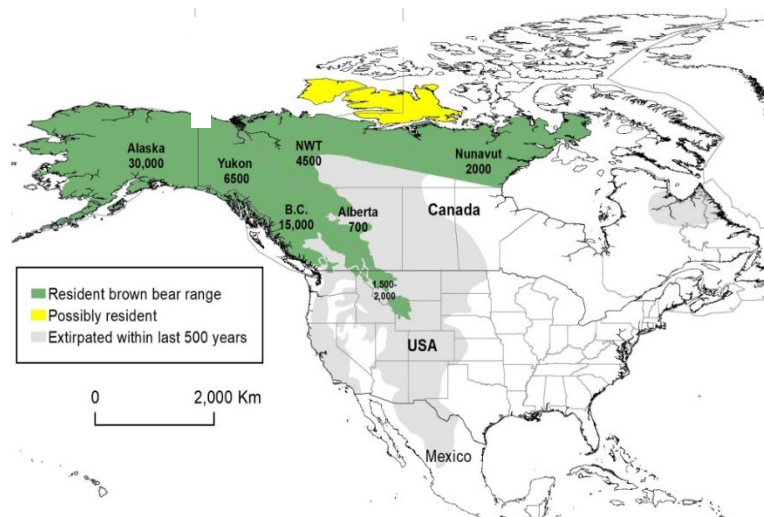 Alaska
30,000
Yukon
6500
NWT
4500
Nunavut
2000
B.C.
15,000
Alberta
700
Canada
1,500-
2,000
USA
Mexico
Resident brown bear range
Possibly resident
Extirpated within last 500 years
0 2,000 Km